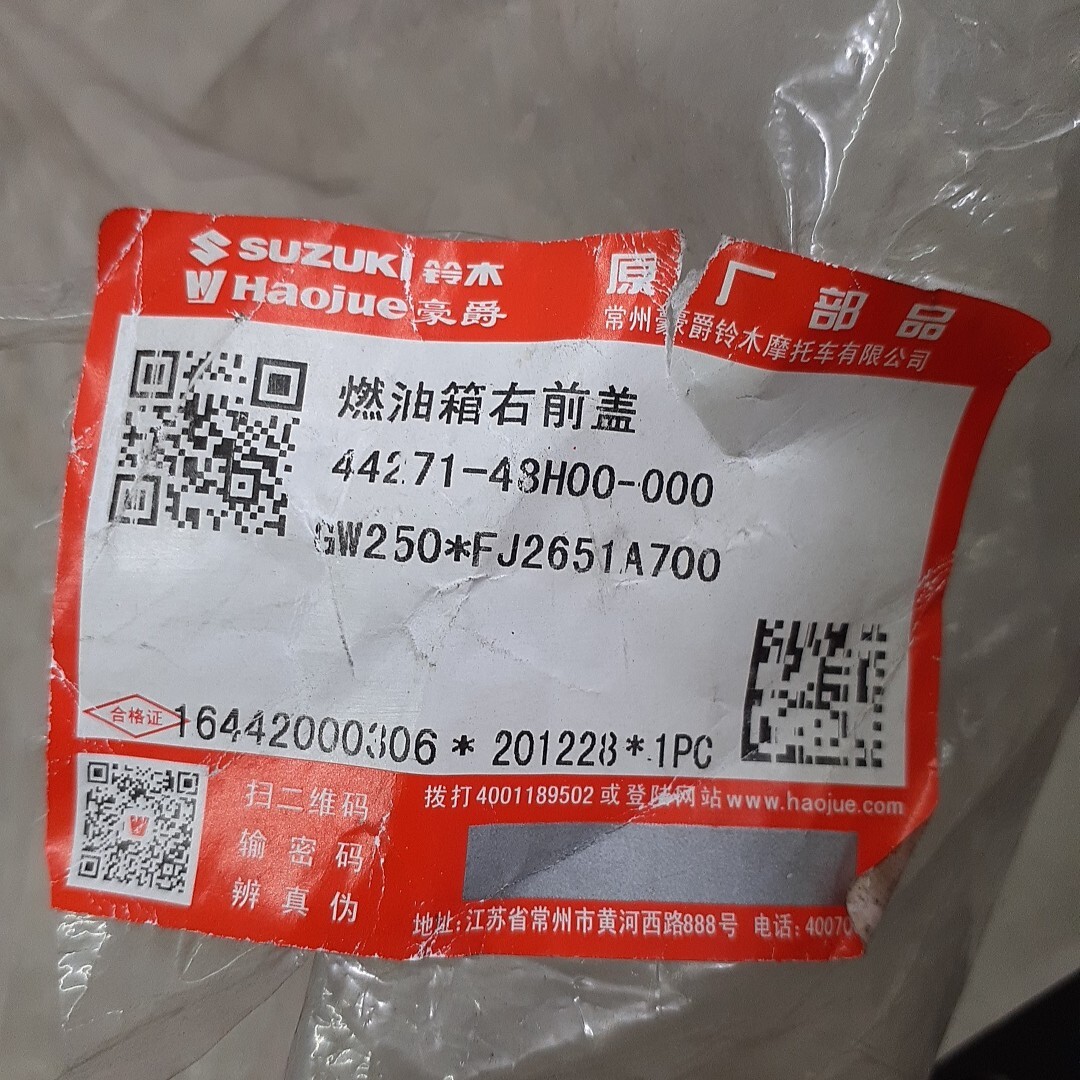 SUZUKI 铃木
Haojue 豪爵
原厂部品
常州豪爵铃木摩托车有限公司
燃油箱右前盖
44271-48H00-000
GW250*FJ2651A700
合格证
16442000306 * 201228 * 1PC
扫二维码
输密码
辨真伪
拨打4001189502或登陆网站www.haojue.com
地址:江苏省常州市黄河西路888号 电话:40070